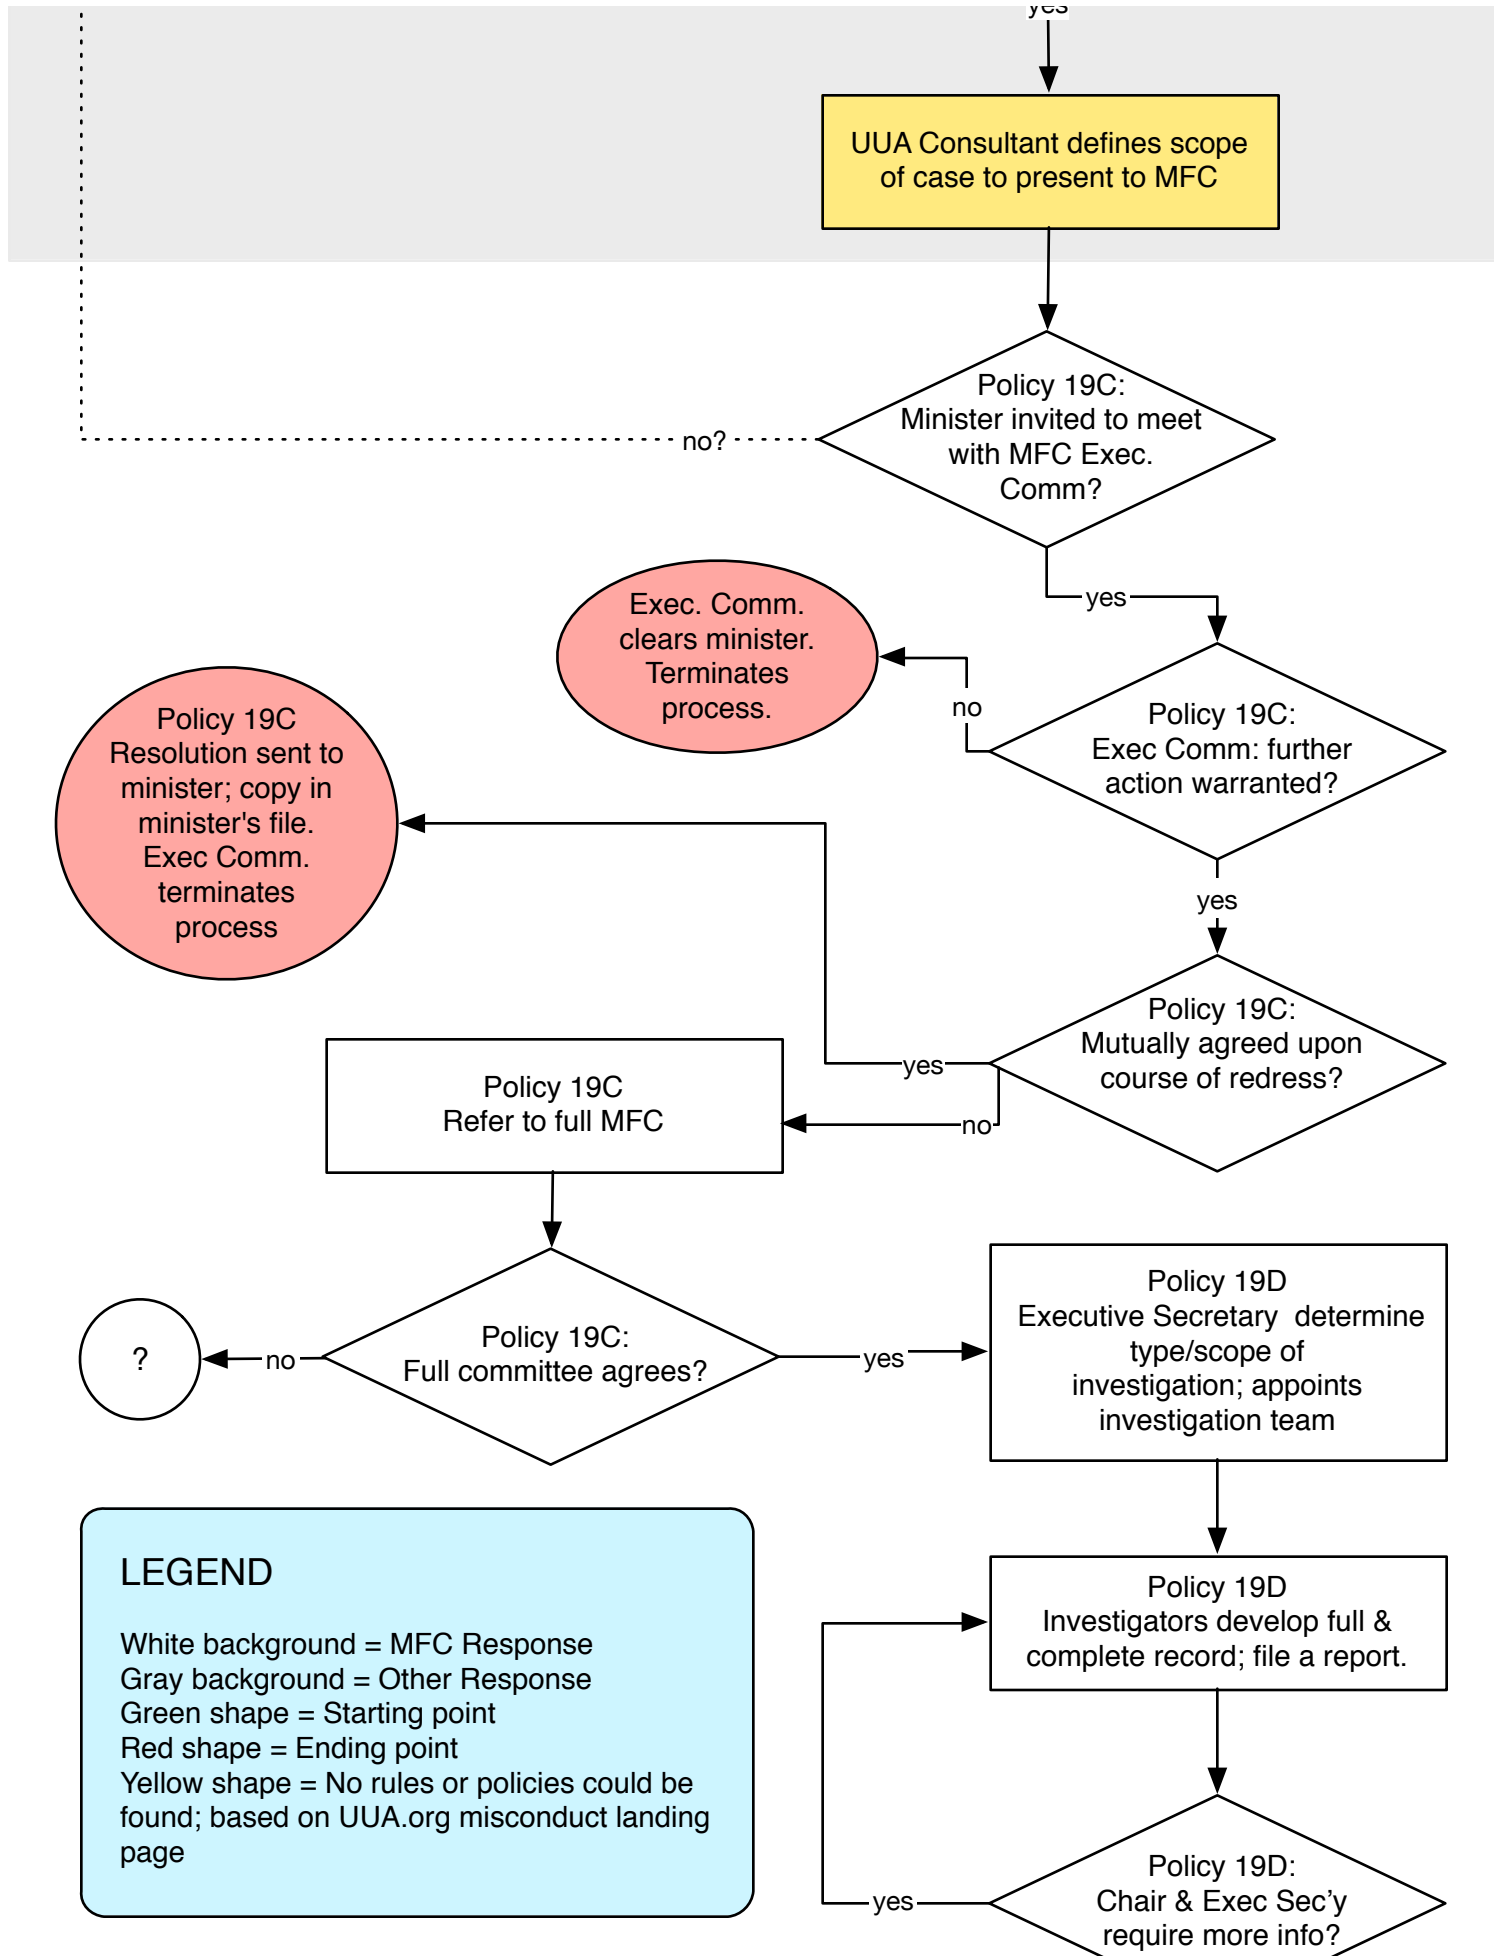 yes
UUA Consultant defines scope
of case to present to MFC
Policy 19C:
Minister invited to meet
with MFC Exec.
Comm?
no?
yes
Exec. Comm.
clears minister.
Terminates
process.
no
Policy 19C:
Exec Comm: further
action warranted?
Policy 19C
Resolution sent to
minister; copy in
minister's file.
Exec Comm.
terminates
process
yes
Policy 19C:
Mutually agreed upon
course of redress?
yes
no
Policy 19C
Refer to full MFC
Policy 19C:
Full committee agrees?
no
?
yes
Policy 19D
Executive Secretary  determine
type/scope of
investigation; appoints
investigation team
LEGEND
White background = MFC Response
Gray background = Other Response
Green shape = Starting point
Red shape = Ending point
Yellow shape = No rules or policies could be
found; based on UUA.org misconduct landing
page
Policy 19D
Investigators develop full &
complete record; file a report.
Policy 19D:
Chair & Exec Sec’y
require more info?
yes